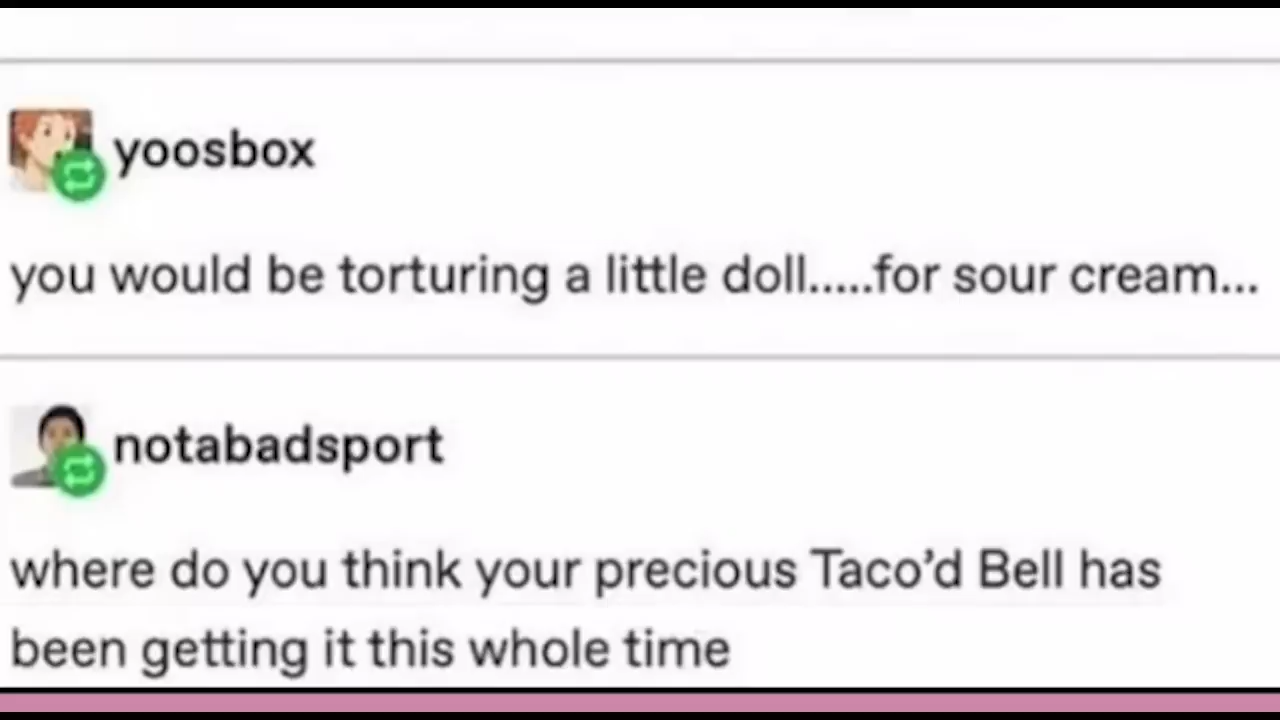 yoosbox
you would be torturing a little doll.....for sour cream...
notabadsport
where do you think your precious Taco’d Bell has
been getting it this whole time